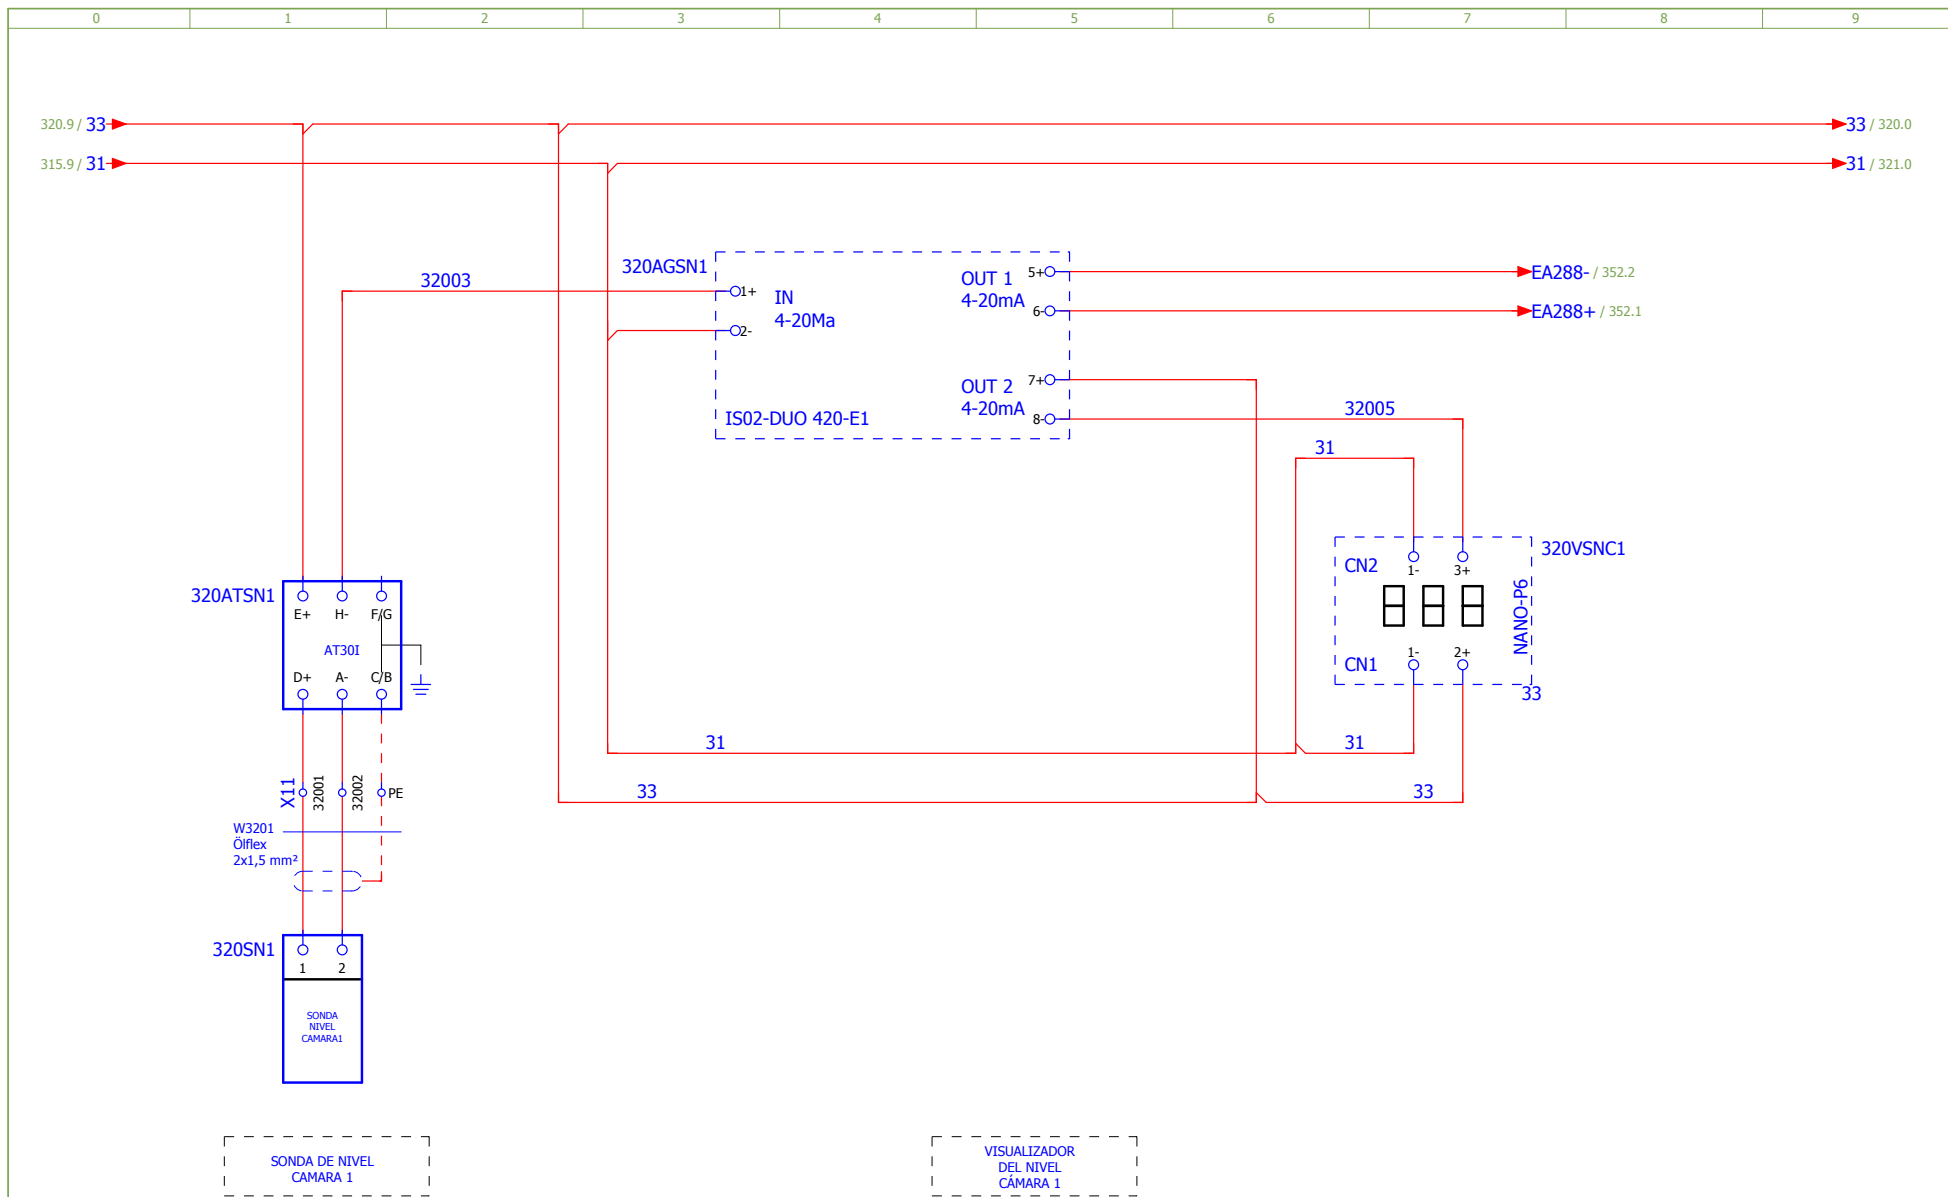 0 1 2 3 4 5 6 7 8 9
320.9 / 33
33 / 320.0
315.9 / 31
31 / 321.0
320AGSN1
32003
1+
IN
4-20Ma
2-
OUT 1
4-20mA
5+
6-
EA288- / 352.2
EA288+ / 352.1
OUT 2
4-20mA
7+
8-
IS02-DUO 420-E1
32005
31
320VSNC1
CN2
1-
3+
NANO-P6
CN1
1-
2+
33
320ATSN1
E+
H-
F/G
AT30I
D+
A-
C/B
31
31
33
33
X11
32001
32002
PE
W3201
Ölflex
2x1,5 mm²
320SN1
1
2
SONDA
NIVEL
CAMARA1
SONDA DE NIVEL
CAMARA 1
VISUALIZADOR
DEL NIVEL
CÁMARA 1